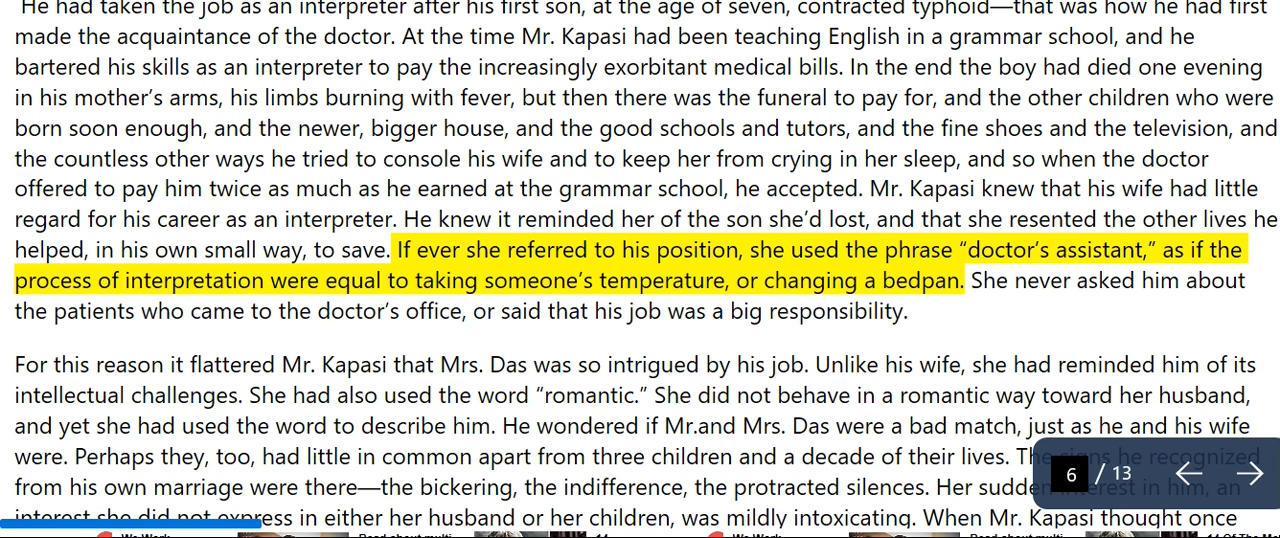 He had taken the job as an interpreter after his first son, at the age of seven, contracted typhoid—that was how he had first
made the acquaintance of the doctor. At the time Mr. Kapasi had been teaching English in a grammar school, and he
bartered his skills as an interpreter to pay the increasingly exorbitant medical bills. In the end the boy had died one evening
in his mother’s arms, his limbs burning with fever, but then there was the funeral to pay for, and the other children who were
born soon enough, and the newer, bigger house, and the good schools and tutors, and the fine shoes and the television, and
the countless other ways he tried to console his wife and to keep her from crying in her sleep, and so when the doctor
offered to pay him twice as much as he earned at the grammar school, he accepted. Mr. Kapasi knew that his wife had little
regard for his career as an interpreter. He knew it reminded her of the son she’d lost, and that she resented the other lives he
helped, in his own small way, to save. If ever she referred to his position, she used the phrase “doctor’s assistant,” as if the
process of interpretation were equal to taking someone’s temperature, or changing a bedpan. She never asked him about
the patients who came to the doctor’s office, or said that his job was a big responsibility.
For this reason it flattered Mr. Kapasi that Mrs. Das was so intrigued by his job. Unlike his wife, she had reminded him of its
intellectual challenges. She had also used the word “romantic.” She did not behave in a romantic way toward her husband,
and yet she had used the word to describe him. He wondered if Mr.and Mrs. Das were a bad match, just as he and his wife
were. Perhaps they, too, had little in common apart from three children and a decade of their lives. The signs he recognized
from his own marriage were there—the bickering, the indifference, the protracted silences. Her sudden interest in him, an
interest she did not express in either her husband or her children, was mildly intoxicating. When Mr. Kapasi thought once
6 / 13